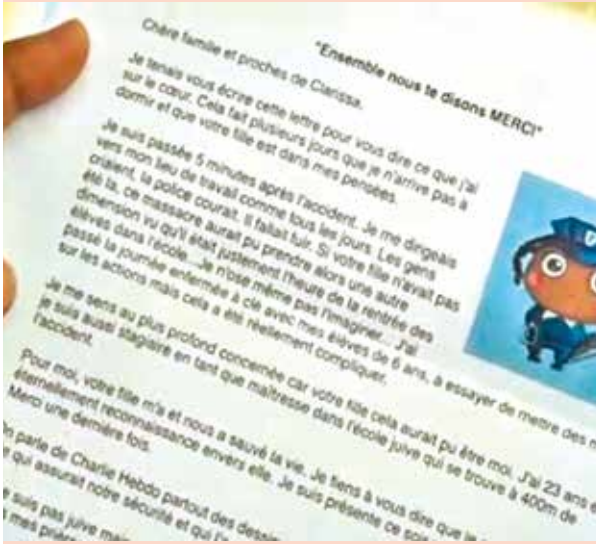 "Ensemble nous te disons MERCI"
Chère famille et proches de Clarissa.
Je tenais vous écrire cette lettre pour vous dire ce que j'ai
sur le cœur. Cela fait plusieurs jours que je n'arrive pas à
dormir et que votre fille est dans mes pensées.
Je suis passée 5 minutes après l'accident. Je me dirigeais
vers mon lieu de travail comme tous les jours. Les gens
criaient, la police courait. Il fallait fuir. Si votre fille n'avait pas
été la, ce massacre aurait pu prendre alors une autre
dimension vu qu'il était justement l'heure de la rentrée des
élèves dans l'école. Je n'ose même pas l'imaginer... J'ai
passé la journée enfermée à clé avec mes élèves de 6 ans, à essayer de mettre des m
sur les actions mais cela a été réellement compliquer.
Je me sens au plus profond concernée car votre fille cela aurait pu être moi. J'ai 23 ans e
je suis aussi stagiaire en tant que maîtresse dans l'école juive qui se trouve à 400m de
l'accident.
Pour moi, votre fille m'a et nous a sauvé la vie. Je tiens à vous dire que je
éternellement reconnaissance envers elle. Je suis présente ce soir
Merci une dernière fois.
n parle de Charlie Hebdo partout des dessin
qui assurait notre sécurité et qui l'
suis pas juive mai
mes prière